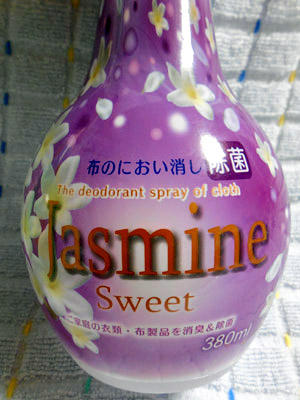 布のにおい消し 除菌
The deodorant spray of cloth
Jasmine
Sweet
ご家庭の衣類・布製品を消臭&除菌
380ml